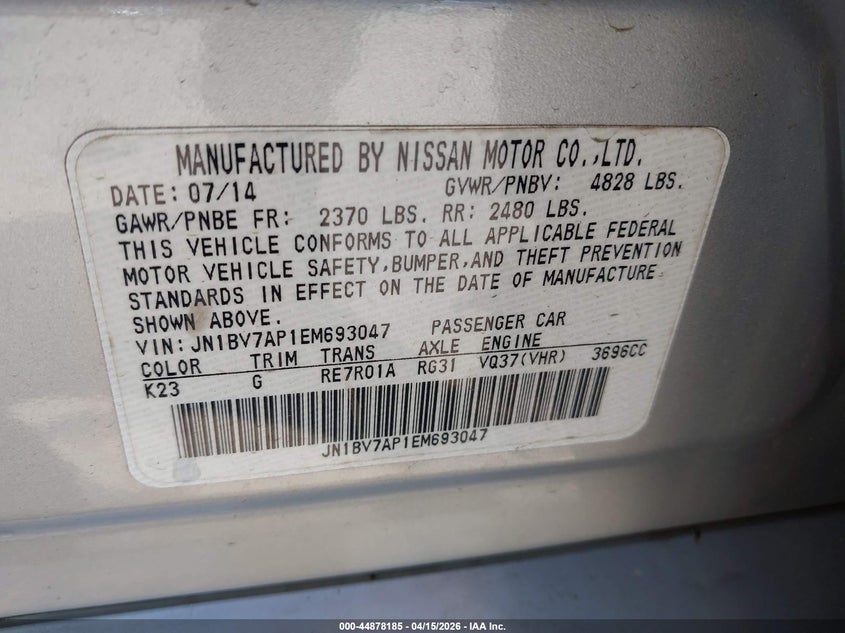 MANUFACTURED BY NISSAN MOTOR CO.,LTD.
DATE: 07/14 GVWR/PNBV: 4828 LBS.
GAWR/PNBE FR: 2370 LBS. RR: 2480 LBS.
THIS VEHICLE CONFORMS TO ALL APPLICABLE FEDERAL
MOTOR VEHICLE SAFETY,BUMPER,AND THEFT PREVENTION
STANDARDS IN EFFECT ON THE DATE OF MANUFACTURE
SHOWN ABOVE.
VIN: JN1BV7AP1EM693047 PASSENGER CAR
COLOR TRIM TRANS AXLE ENGINE
K23 G RE7R01A RG31 VQ37(VHR) 3696CC
JN1BV7AP1EM693047
000-44878185 - 04/15/2026 - IAA Inc.